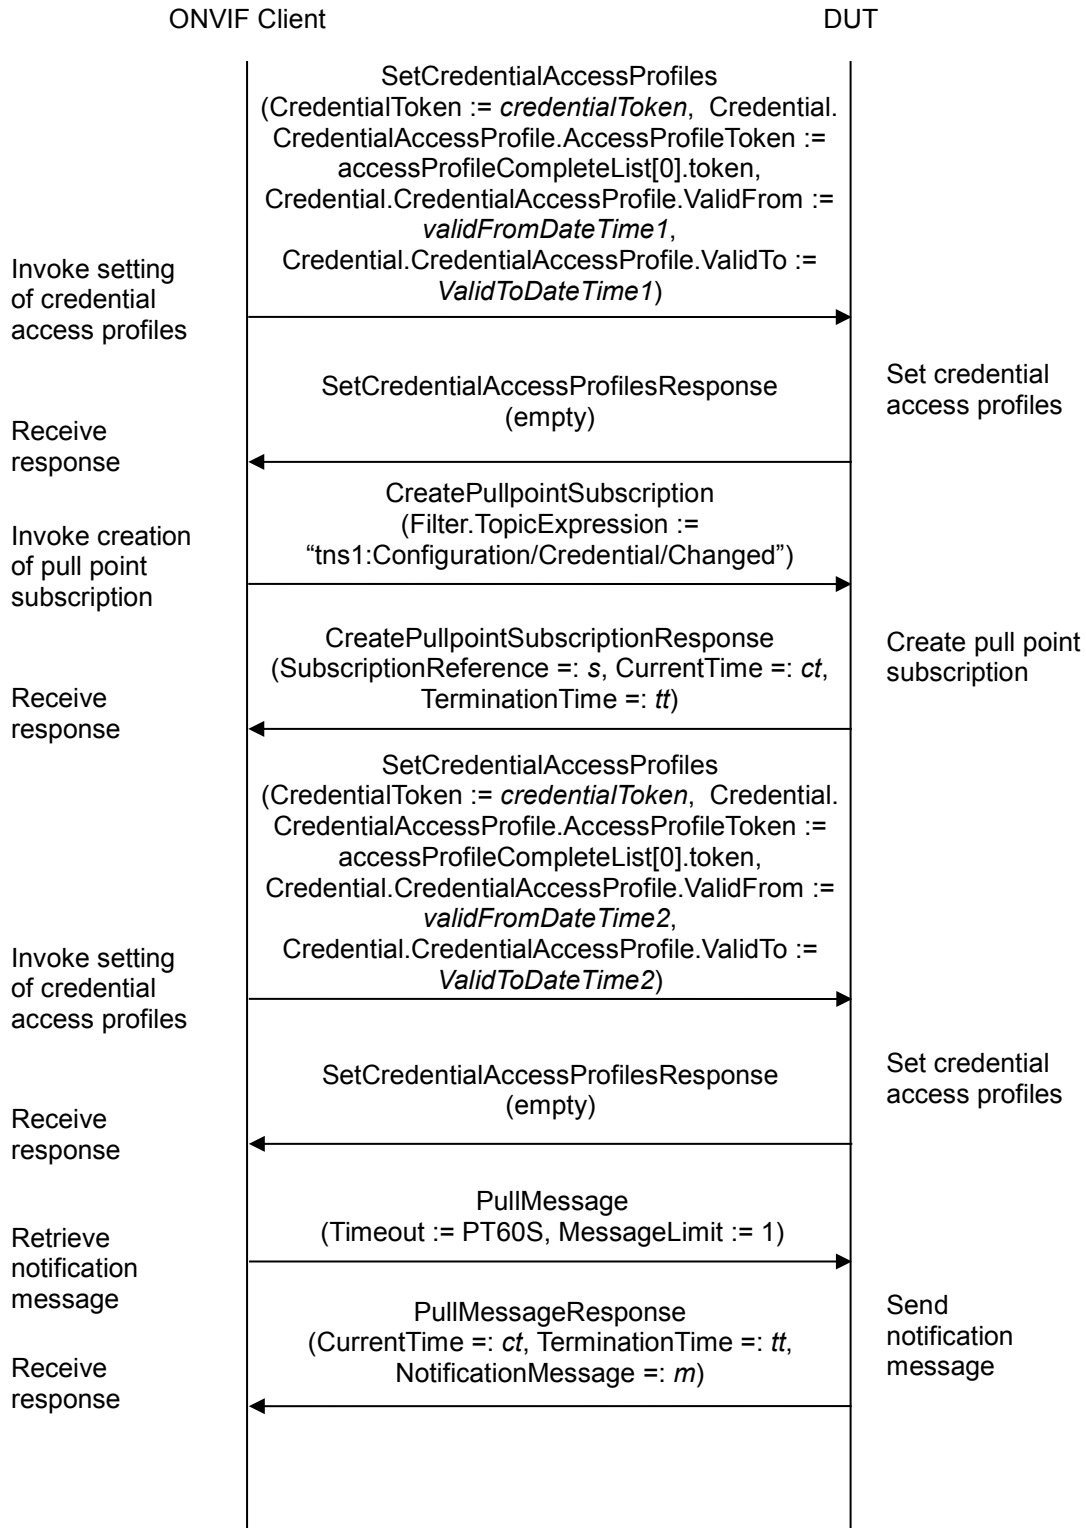 ONVIF Client
DUT
SetCredentialAccessProfiles
(CredentialToken := credentialToken, Credential.
CredentialAccessProfile.AccessProfileToken :=
accessProfileCompleteList[0].token,
Credential.CredentialAccessProfile.ValidFrom :=
validFromDateTime1,
Credential.CredentialAccessProfile.ValidTo :=
ValidToDateTime1)
Invoke setting
of credential
access profiles
SetCredentialAccessProfilesResponse
(empty)
Set credential
access profiles
Receive
response
CreatePullpointSubscription
(Filter.TopicExpression :=
“tns1:Configuration/Credential/Changed”)
Invoke creation
of pull point
subscription
CreatePullpointSubscriptionResponse
(SubscriptionReference =: s, CurrentTime =: ct,
TerminationTime =: tt)
Create pull point
subscription
Receive
response
SetCredentialAccessProfiles
(CredentialToken := credentialToken, Credential.
CredentialAccessProfile.AccessProfileToken :=
accessProfileCompleteList[0].token,
Credential.CredentialAccessProfile.ValidFrom :=
validFromDateTime2,
Credential.CredentialAccessProfile.ValidTo :=
ValidToDateTime2)
Invoke setting
of credential
access profiles
SetCredentialAccessProfilesResponse
(empty)
Set credential
access profiles
Receive
response
PullMessage
(Timeout := PT60S, MessageLimit := 1)
Retrieve
notification
message
PullMessageResponse
(CurrentTime =: ct, TerminationTime =: tt,
NotificationMessage =: m)
Send
notification
message
Receive
response